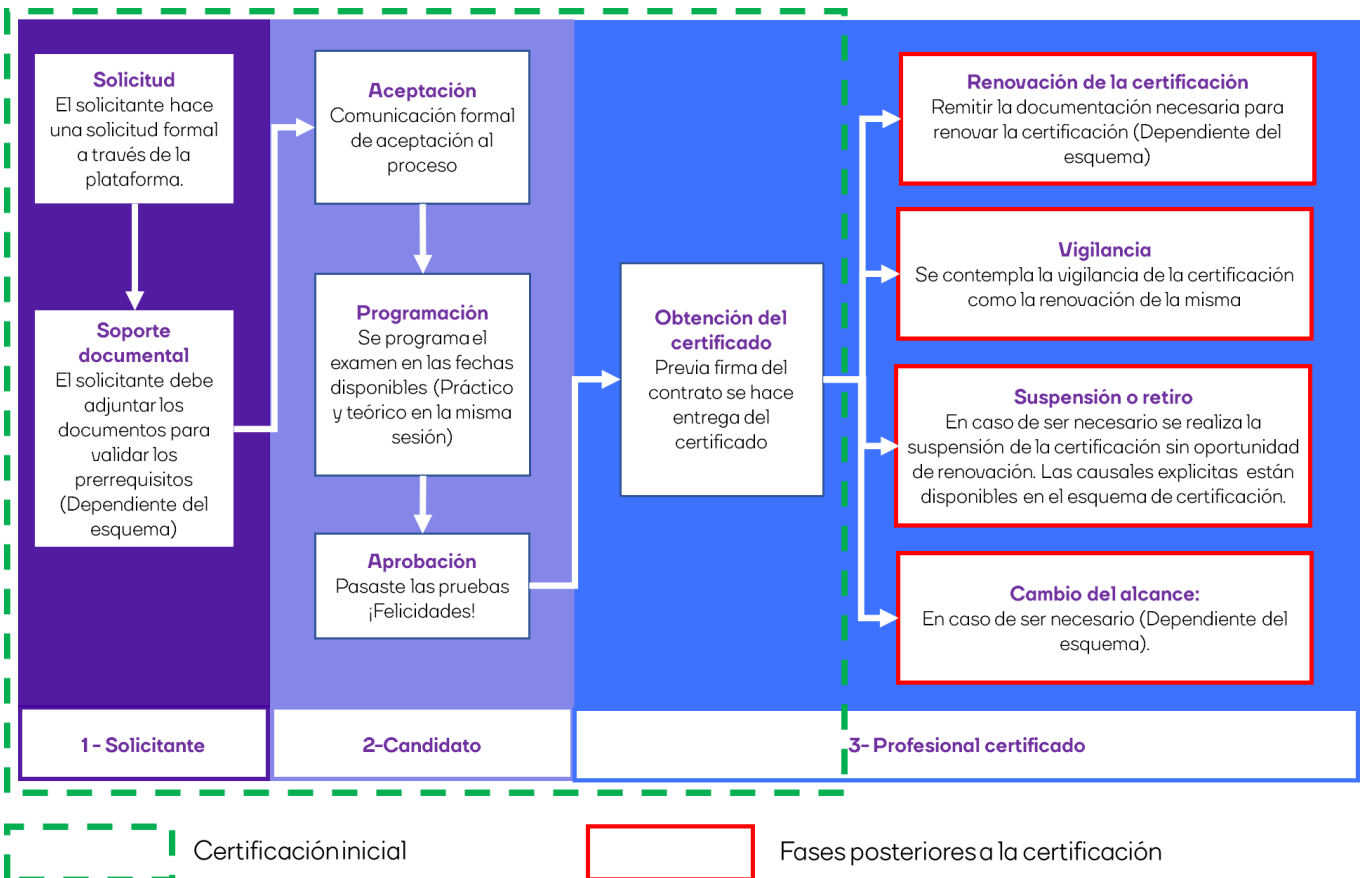 Solicitud
El solicitante hace
una solicitud formal
a través de la
plataforma.
Soporte
documental
El solicitante debe
adjuntar los
documentos para
validar los
prerrequisitos
(Dependiente del
esquema)
Aceptación
Comunicación formal
de aceptación al
proceso
Programación
Se programa el
examen en las fechas
disponibles (Práctico
y teórico en la misma
sesión)
Aprobación
Pasaste las pruebas
¡Felicidades!
Obtención del
certificado
Previa firma del
contrato se hace
entrega del
certificado
Renovación de la certificación
Remitir la documentación necesaria para
renovar la certificación (Dependiente del
esquema)
Vigilancia
Se contempla la vigilancia de la certificación
como la renovación de la misma
Suspensión o retiro
En caso de ser necesario se realiza la
suspensión de la certificación sin oportunidad
de renovación. Las causales explicitas están
disponibles en el esquema de certificación.
Cambio del alcance:
En caso de ser necesario (Dependiente del
esquema).
1 - Solicitante
2-Candidato
3- Profesional certificado
Certificación inicial
Fases posteriores a la certificación